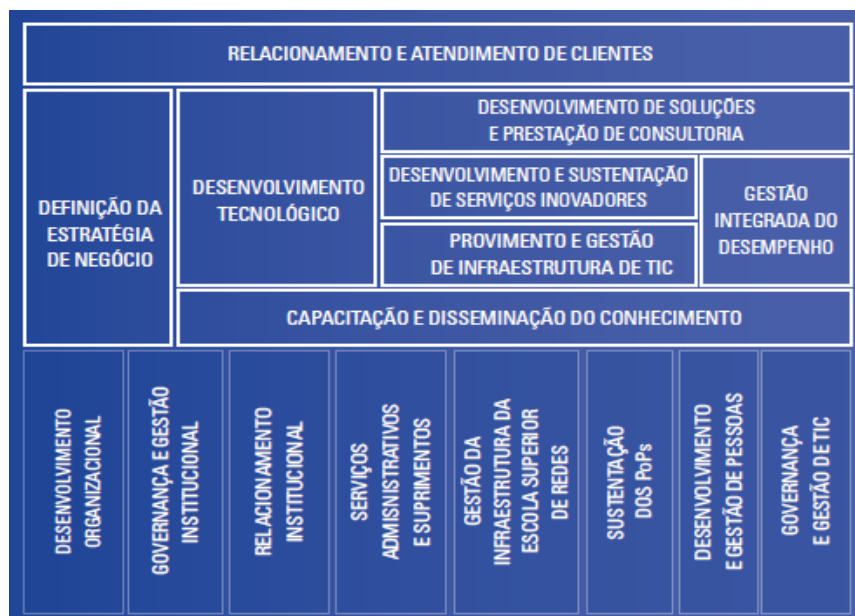 RELACIONAMENTO E ATENDIMENTO DE CLIENTES
DEFINIÇÃO DA
ESTRATÉGIA
DE NEGÓCIO
DESENVOLVIMENTO
TECNOLÓGICO
DESENVOLVIMENTO DE SOLUÇÕES
E PRESTAÇÃO DE CONSULTORIA
DESENVOLVIMENTO E SUSTENTAÇÃO
DE SERVIÇOS INOVADORES
PROVIMENTO E GESTÃO
DE INFRAESTRUTURA DE TIC
GESTÃO
INTEGRADA DO
DESEMPENHO
CAPACITAÇÃO E DISSEMINAÇÃO DO CONHECIMENTO
DESENVOLVIMENTO
ORGANIZACIONAL
GOVERNANÇA E GESTÃO
INSTITUCIONAL
RELACIONAMENTO
INSTITUCIONAL
SERVIÇOS
ADMISNISTRATIVOS
E SUPRIMENTOS
GESTÃO DA
INFRAESTRUTURA DA
ESCOLA SUPERIOR
DE REDES
SUSTENTAÇÃO
DOS PoPs
DESENVOLVIMENTO
E GESTÃO DE PESSOAS
GOVERNANÇA
E GESTÃO DE TIC